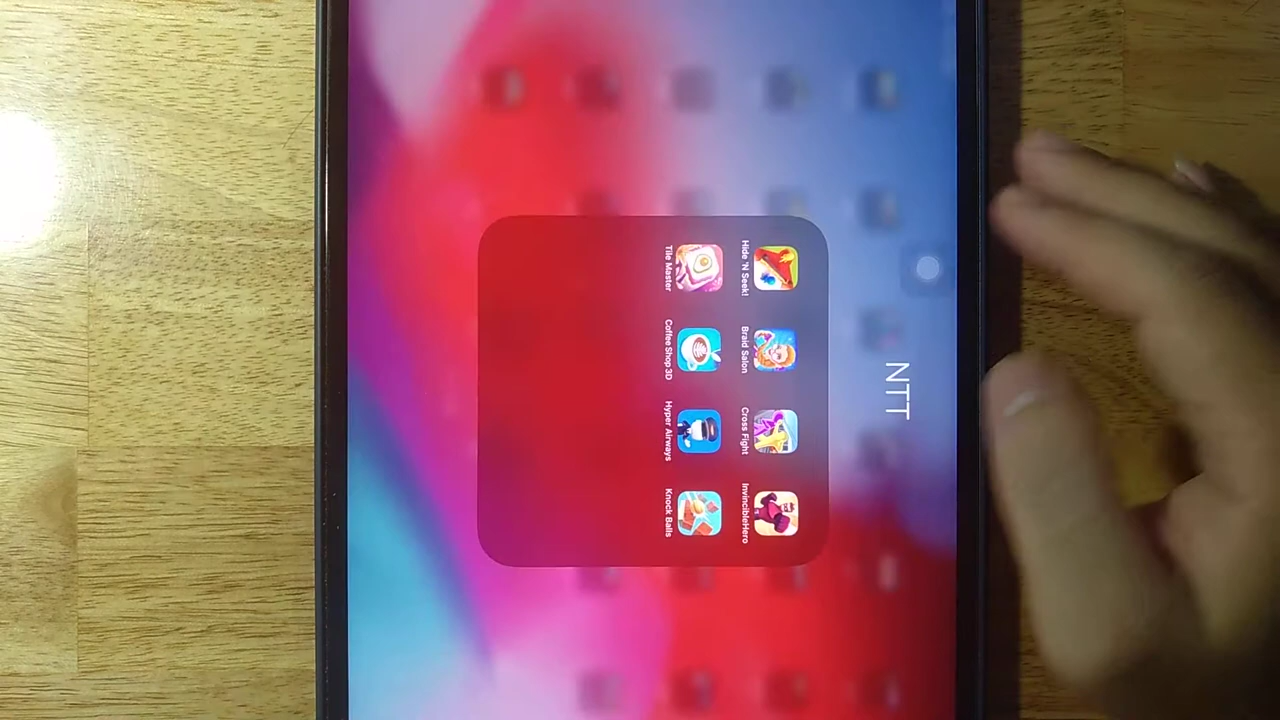 NTT
Hide 'N Seek!
Braid Salon
Cross Fight
InvincibleHero
Tile Master
Coffee Shop 3D
Hyper Airways
Knock Balls